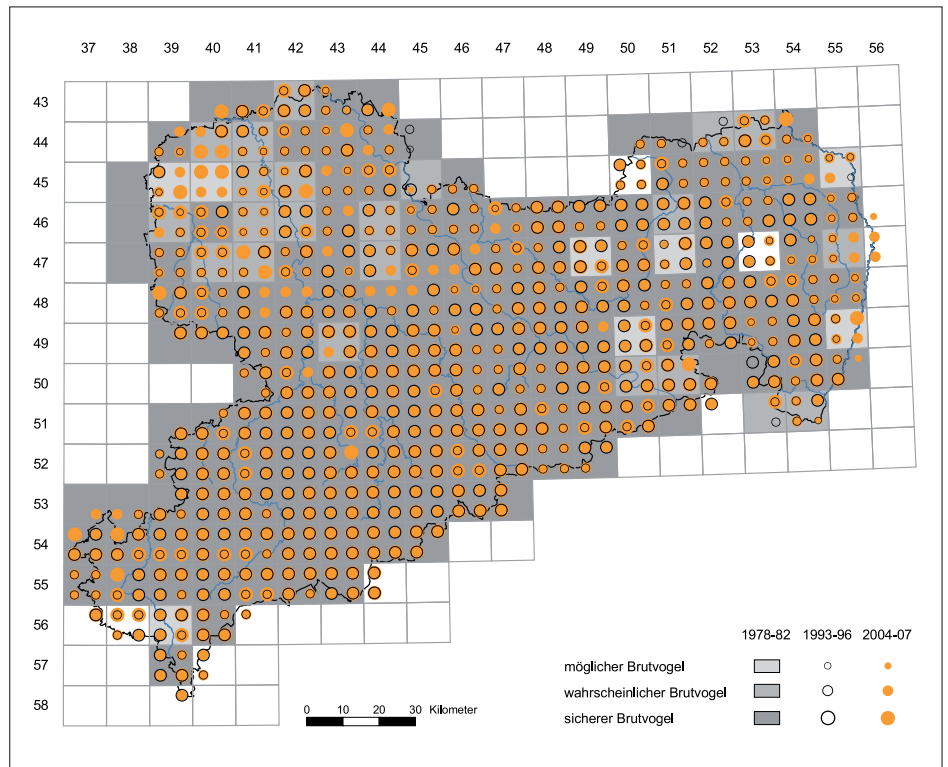 37 38 39 40 41 42 43 44 45 46 47 48 49 50 51 52 53 54 55 56
43
44
45
46
47
48
49
50
51
52
53
54
55
56
57
58
1978-82 1993-96 2004-07
möglicher Brutvogel
wahrscheinlicher Brutvogel
sicherer Brutvogel
0 10 20 30 Kilometer